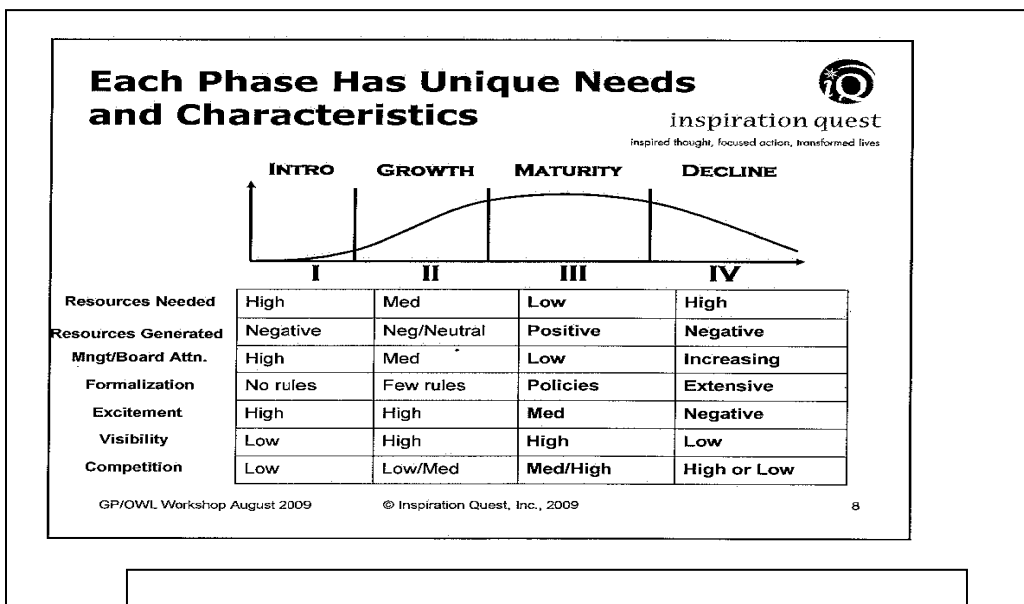 Each Phase Has Unique Needs
and Characteristics
iQ
inspiration quest
inspired thought, focused action, transformed lives
INTRO GROWTH MATURITY DECLINE
I II III IV
Resources Needed High Med Low High
Resources Generated Negative Neg/Neutral Positive Negative
Mngt/Board Attn. High Med Low Increasing
Formalization No rules Few rules Policies Extensive
Excitement High High Med Negative
Visibility Low High High Low
Competition Low Low/Med Med/High High or Low
GP/OWL Workshop August 2009 © Inspiration Quest, Inc., 2009 8